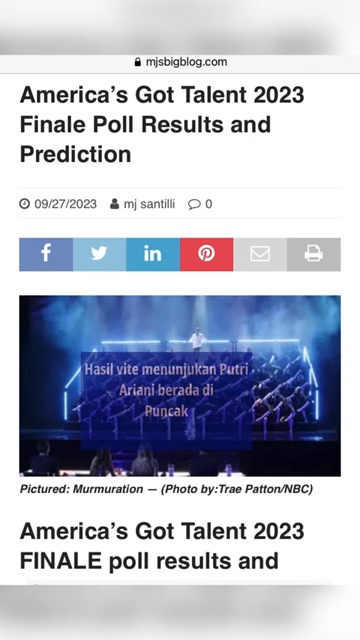 mjsbigblog.com
America’s Got Talent 2023
Finale Poll Results and
Prediction
09/27/2023 mj santilli 0
Hasil vite menunjukan Putri
Ariani berada di
Puncak
Pictured: Murmuration — (Photo by:Trae Patton/NBC)
America’s Got Talent 2023
FINALE poll results and